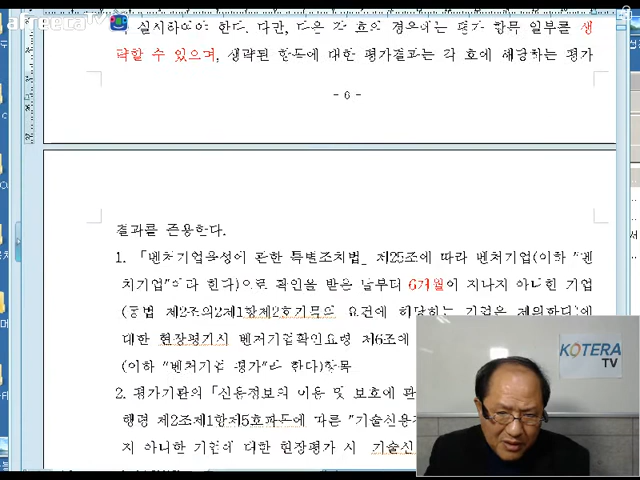 afreecaTV
실시하여야 한다. 다만, 다음 각 호의 경우에는 평가 항목 일부를 생
략할 수 있으며, 생략된 항목에 대한 평가결과는 각 호에 해당하는 평가
- 6 -
결과를 준용한다.
1. 「벤처기업육성에 관한 특별조치법」 제25조에 따라 벤처기업(이하 "벤
처기업"이라 한다)으로 확인을 받은 날부터 6개월이 지나지 아니한 기업
(동법 제2조의2제1항제2호기목의 요건에 해당하는 기업은 제외한다)에
대한 현장평가시 벤처기업확인요령 제6조에
(이하 "벤처기업 평가"라 한다)항목
2. 평가기관의 「신용정보의 이용 및 보호에 관
행령 제2조제1항제5호파목에 따른 "기술신용
지 아니한 기업에 대한 현장평가 시 기술신
KOTERA
TV